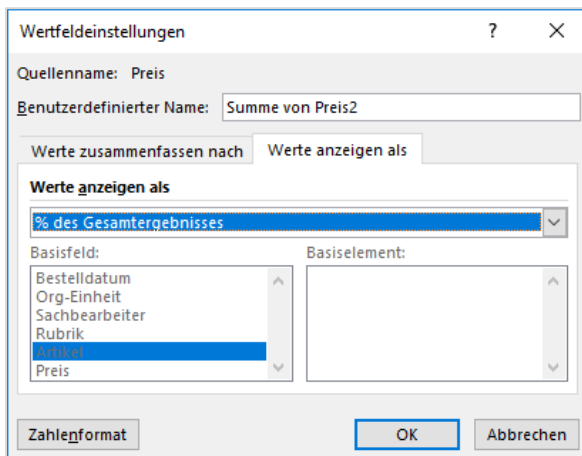 Wertfeldeinstellungen ?
Quellenname: Preis
Benutzerdefinierter Name: Summe von Preis2
Werte zusammenfassen nach Werte anzeigen als
Werte anzeigen als
% des Gesamtergebnisses
Basisfeld: Basiselement:
Bestelldatum
Org-Einheit
Sachbearbeiter
Rubrik
Artikel
Preis
Zahlenformat OK Abbrechen